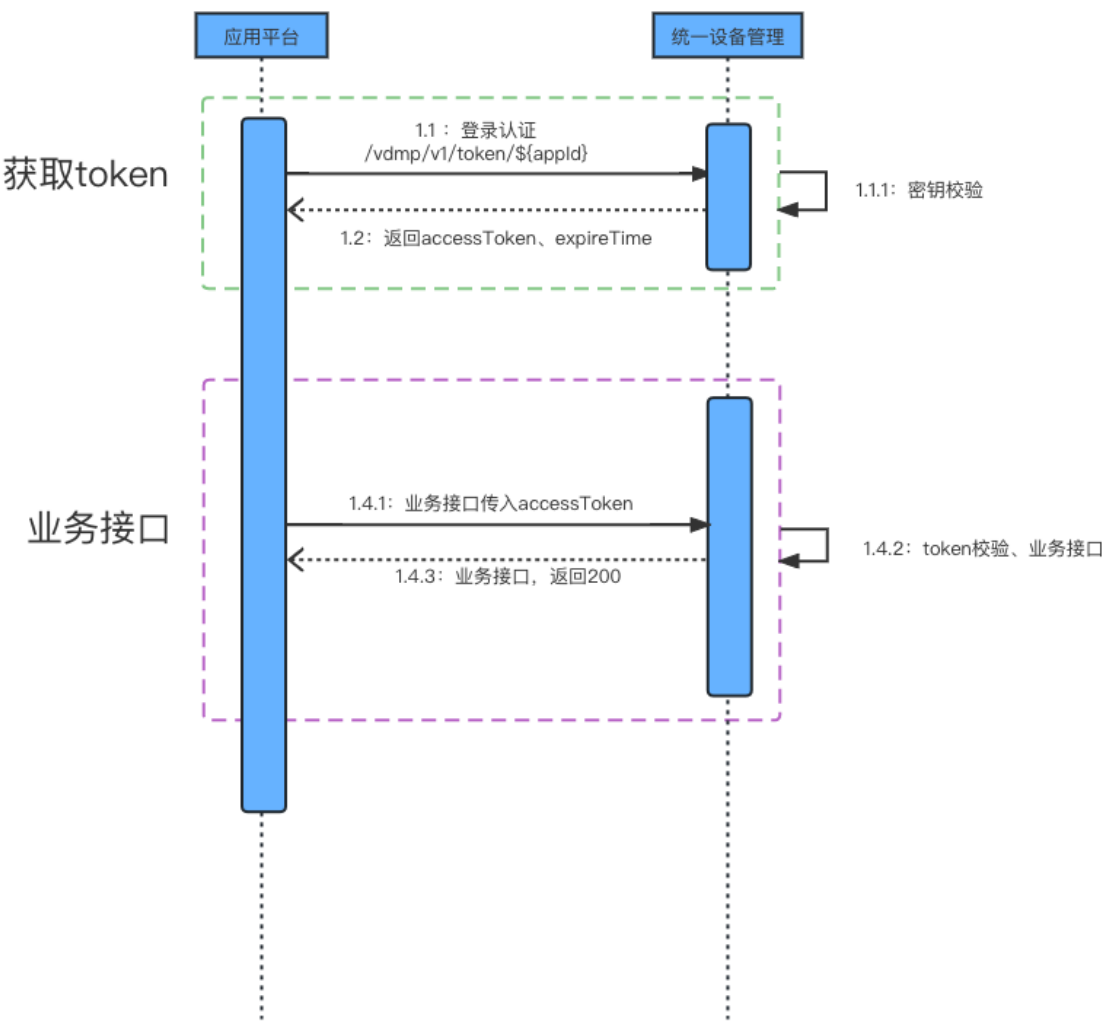 应用平台
统一设备管理
获取token
1.1 ：登录认证
/vdmp/v1/token/${appId}
1.1.1：密钥校验
1.2：返回accessToken、expireTime
业务接口
1.4.1：业务接口传入accessToken
1.4.2：token校验、业务接口
1.4.3：业务接口，返回200